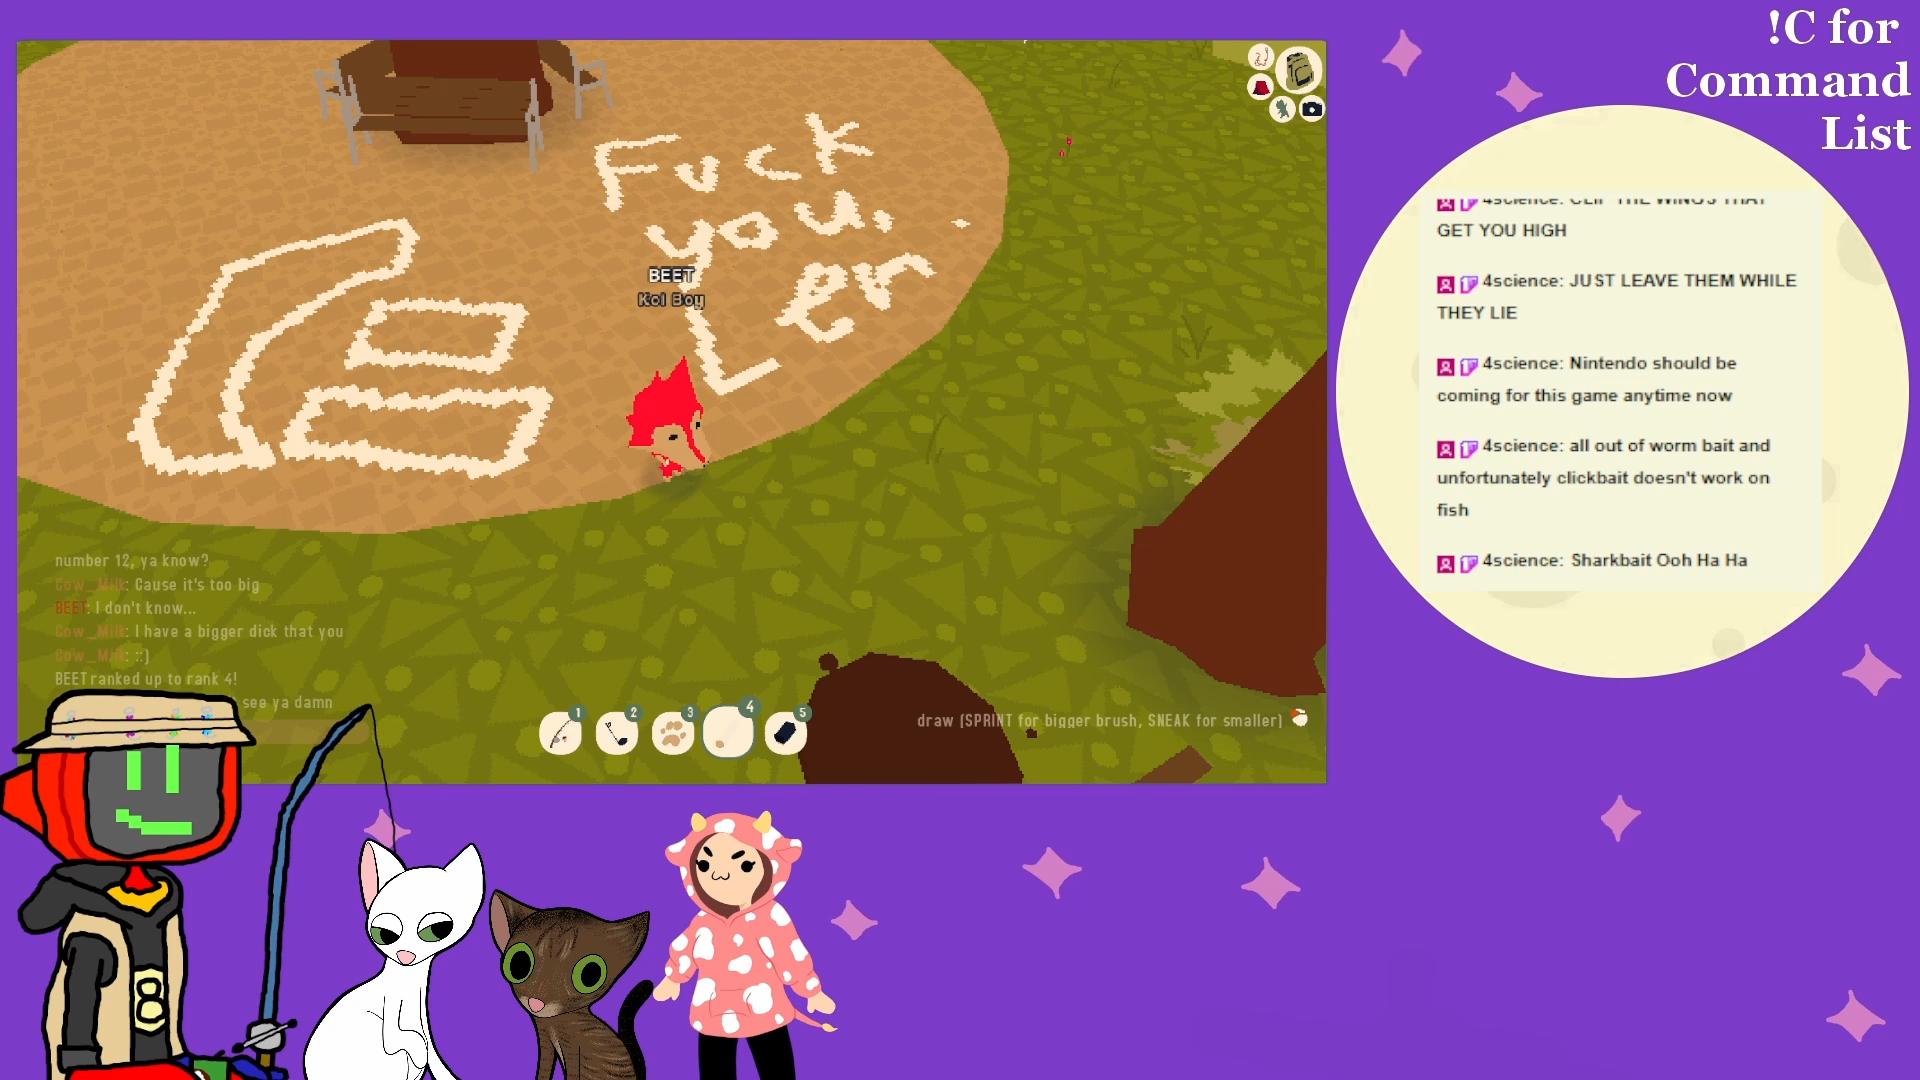 !C for
Command
List
Fuck
you,
Ler
BEET
Kol Boy
GET YOU HIGH
4science: JUST LEAVE THEM WHILE
THEY LIE
4science: Nintendo should be
coming for this game anytime now
4science: all out of worm bait and
unfortunately clickbait doesn't work on
fish
4science: Sharkbait Ooh Ha Ha
number 12, ya know?
Cow_Milk: Cause it's too big
BEET: I don't know...
Cow_Milk: I have a bigger dick that you
Cow_Milk: ::)
BEET ranked up to rank 4!
see ya damn
1 2 3 4 5
draw (SPRINT for bigger brush, SNEAK for smaller)
8